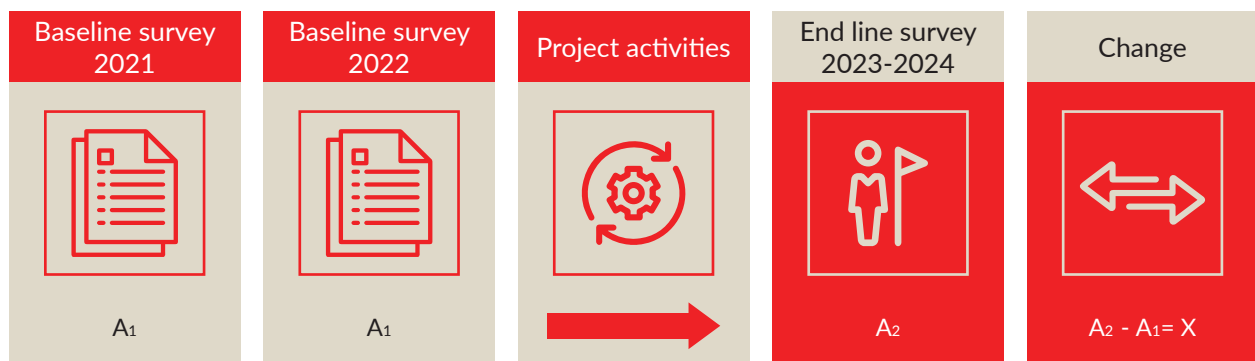 Baseline survey
2021
Baseline survey
2022
Project activities
End line survey
2023-2024
Change
A1
A1
A2
A2 - A1= X